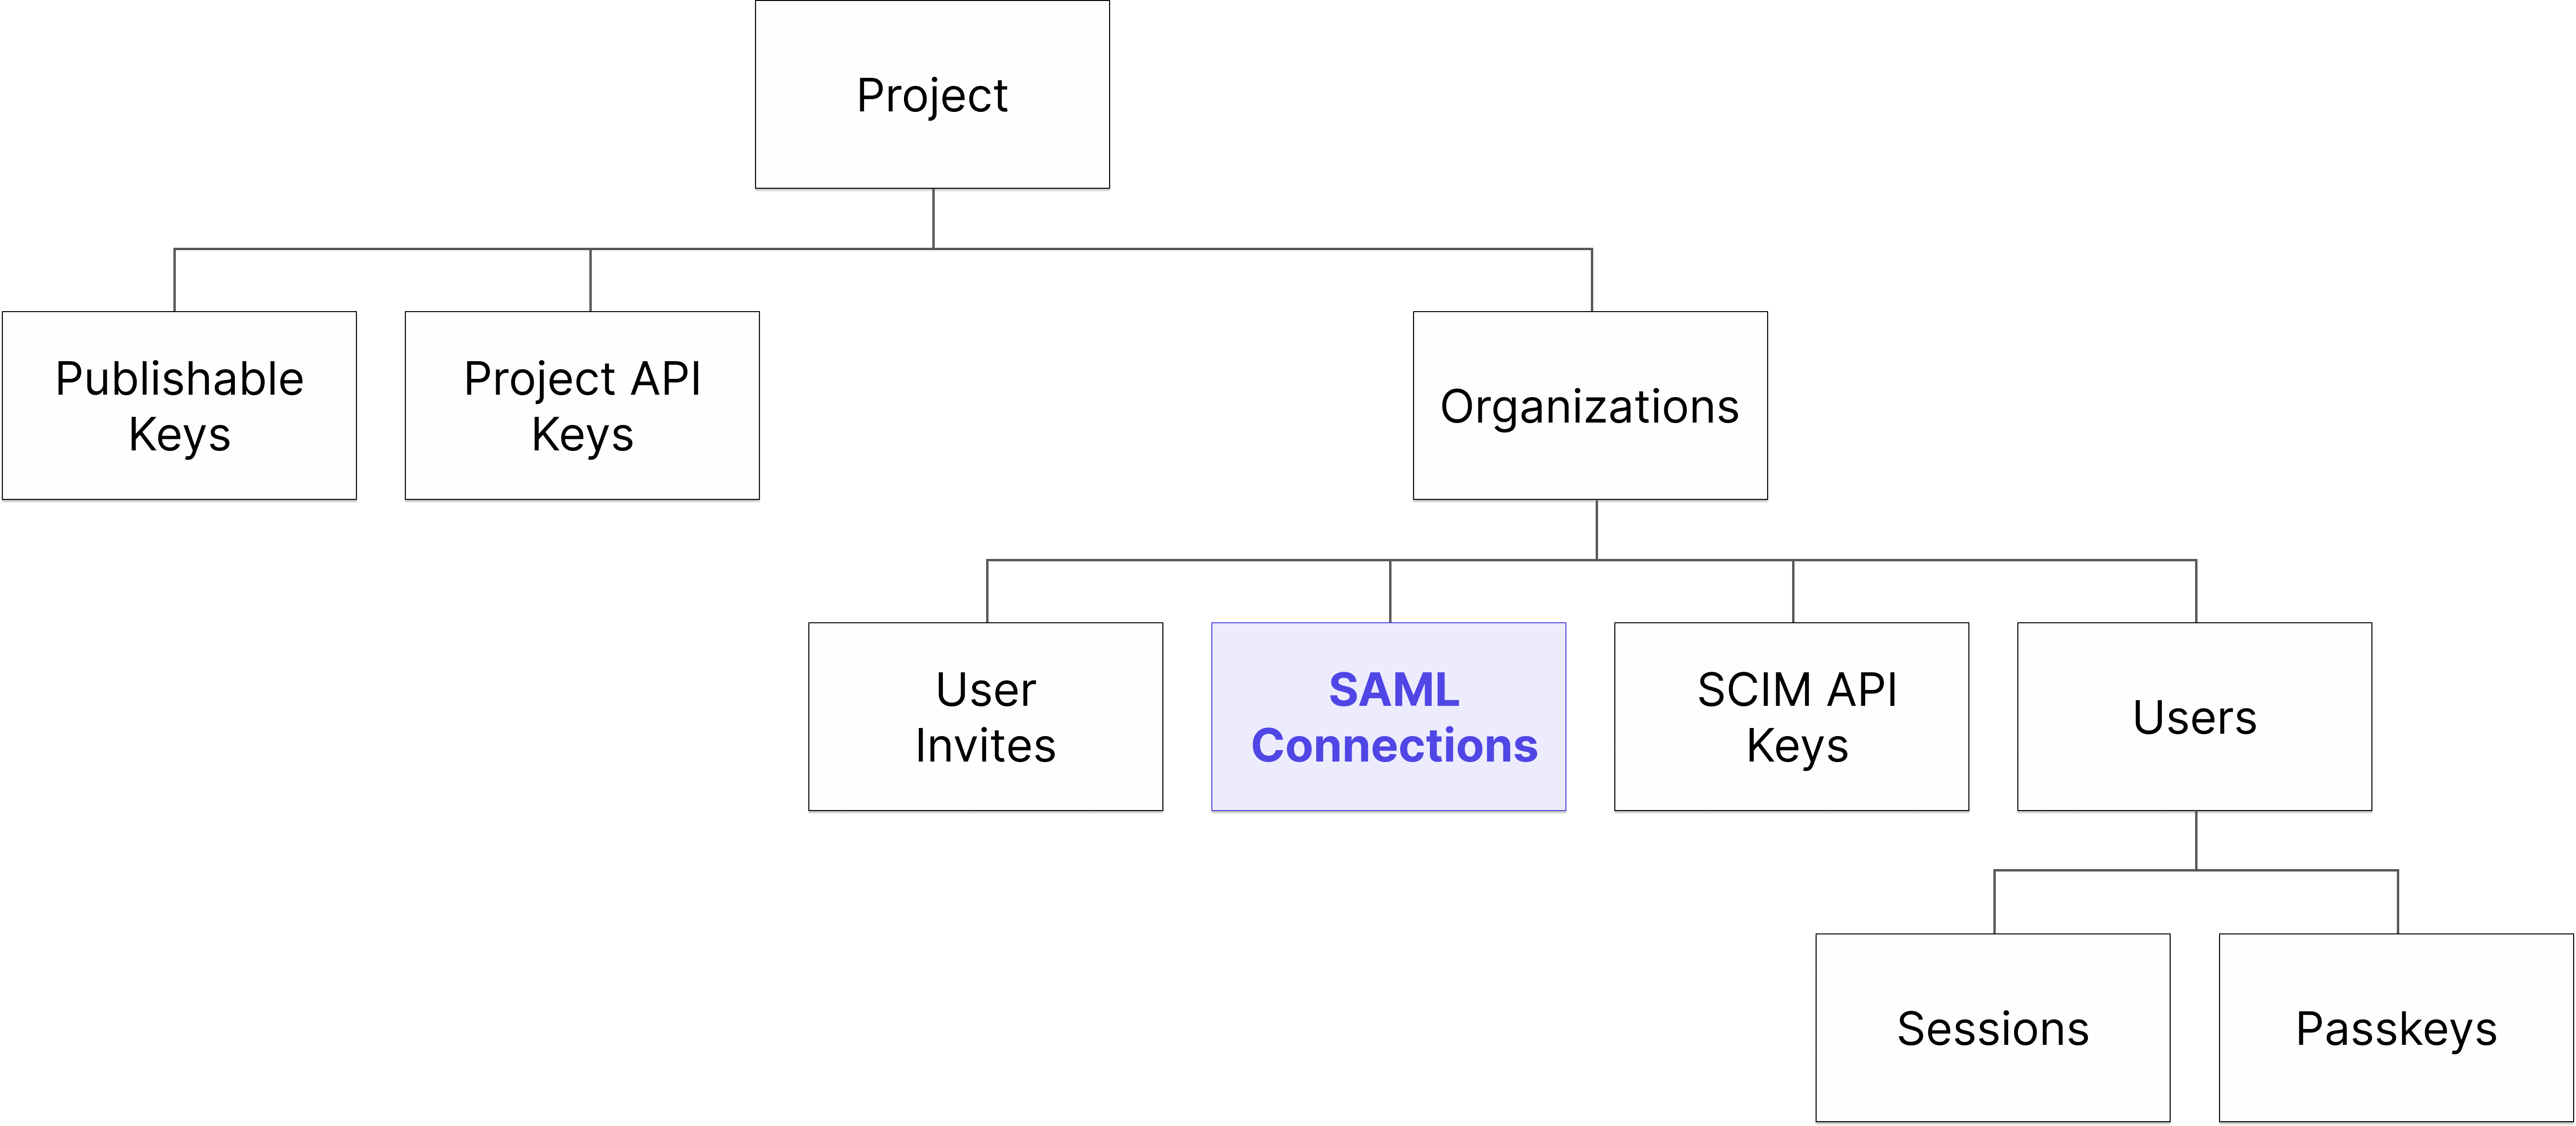 Project
Publishable
Keys
Project API
Keys
Organizations
User
Invites
SAML
Connections
SCIM API
Keys
Users
Sessions
Passkeys